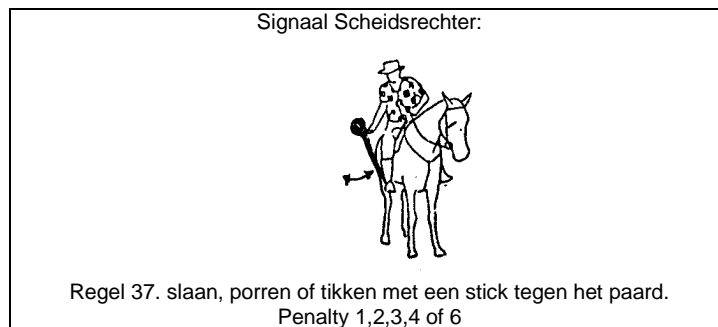 Signaal Scheidsrechter:
Regel 37. slaan, porren of tikken met een stick tegen het paard.
Penalty 1,2,3,4 of 6